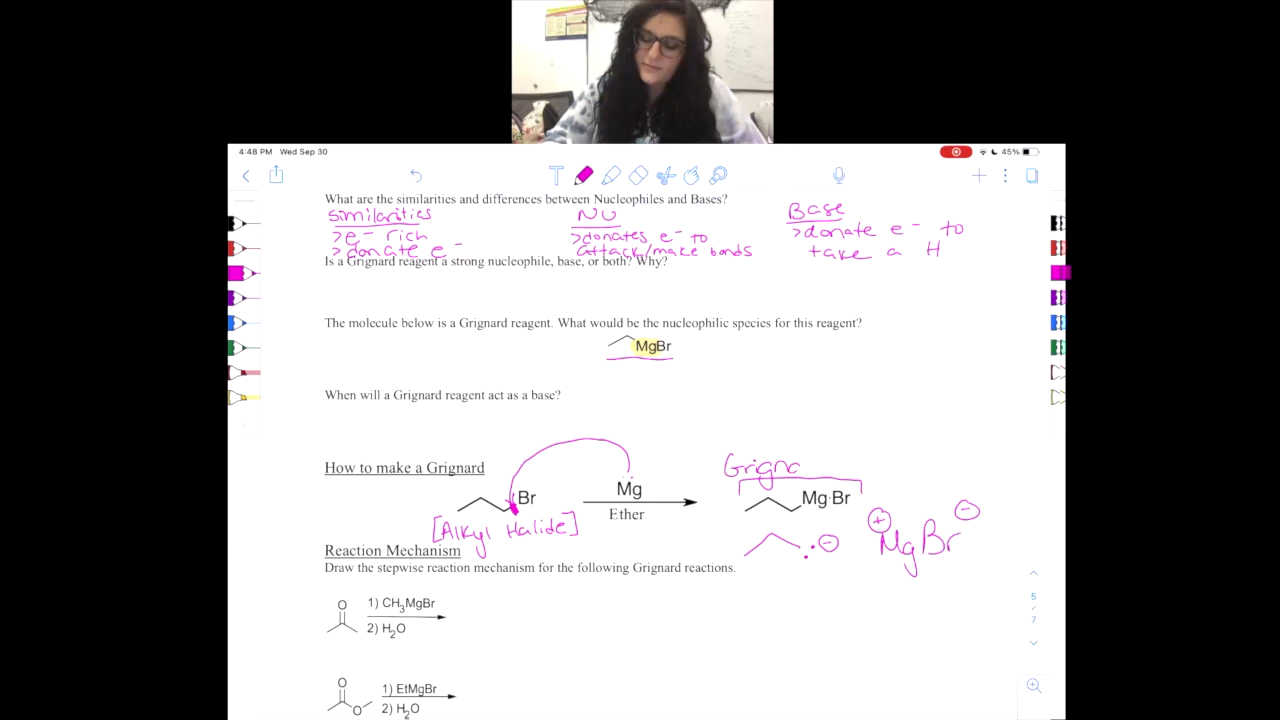 4:48 PM Wed Sep 30
45%
What are the similarities and differences between Nucleophiles and Bases?
similarities
>e⁻ rich
>donate e⁻
NU
>donates e⁻ to
attack/make bonds
Base
>donate e⁻ to
take a H
Is a Grignard reagent a strong nucleophile, base, or both? Why?
The molecule below is a Grignard reagent. What would be the nucleophilic species for this reagent?
MgBr
When will a Grignard reagent act as a base?
How to make a Grignard
Br
Mg
Ether
Grigna
Mg·Br
[Alkyl Halide]
⊖
⊕ MgBr ⊖
Reaction Mechanism
Draw the stepwise reaction mechanism for the following Grignard reactions.
O
1) CH₃MgBr
2) H₂O
O
O
1) EtMgBr
2) H₂O
5
/
7
T